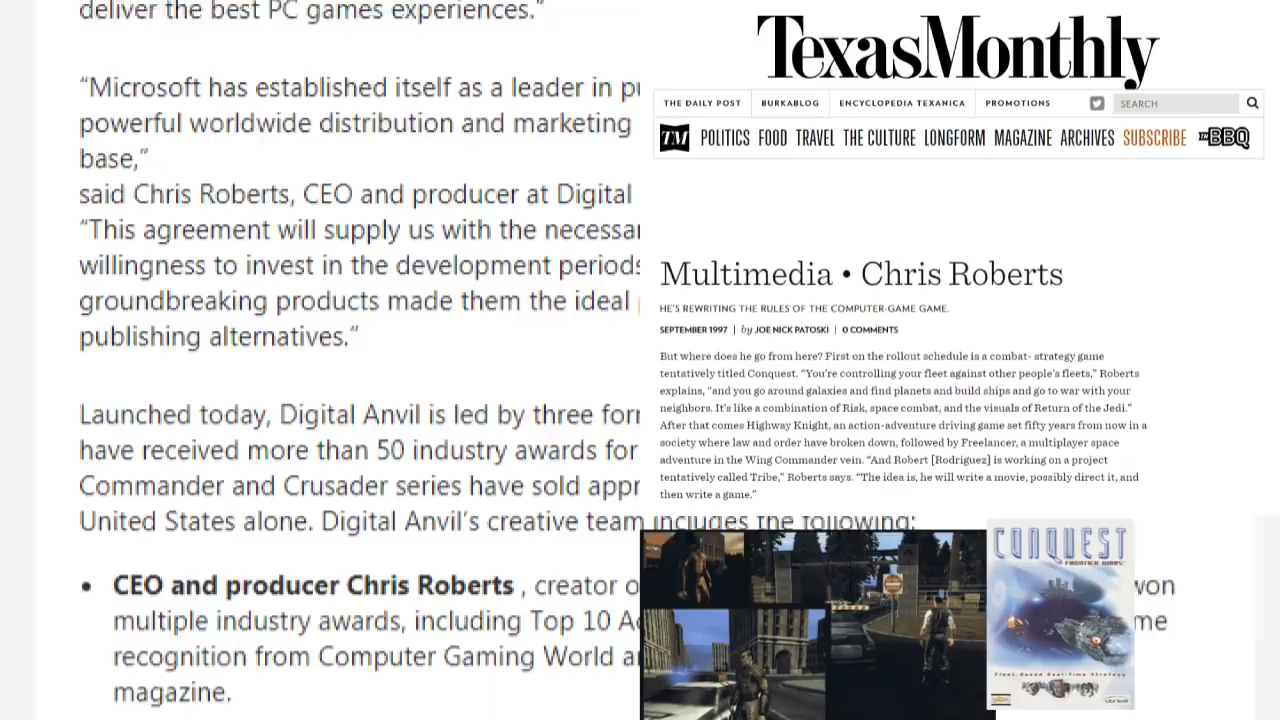 deliver the best PC games experiences.”
“Microsoft has established itself as a leader in
powerful worldwide distribution and marketing
base,”
said Chris Roberts, CEO and producer at Digital
“This agreement will supply us with the
willingness to invest in the development
groundbreaking products made them the ideal
publishing alternatives.”
Launched today, Digital Anvil is led by three
have received more than 50 industry awards for
Commander and Crusader series have sold
United States alone. Digital Anvil’s creative team includes the following:
• CEO and producer Chris Roberts , creator
won
multiple industry awards, including Top 10
recognition from Computer Gaming World
magazine.
TexasMonthly
THE DAILY POST
BURKABLOG
ENCYCLOPEDIA TEXANICA
PROMOTIONS
SEARCH
TM POLITICS FOOD TRAVEL THE CULTURE LONGFORM MAGAZINE ARCHIVES SUBSCRIBE BBQ
Multimedia • Chris Roberts
HE’S REWRITING THE RULES OF THE COMPUTER-GAME GAME.
SEPTEMBER 1997 | by JOE NICK PATOSKI | 0 COMMENTS
But where does he go from here? First on the rollout schedule is a combat- strategy game
tentatively titled Conquest. “You’re controlling your fleet against other people’s fleets,” Roberts
explains, “and you go around galaxies and find planets and build ships and go to war with your
neighbors. It’s like a combination of Risk, space combat, and the visuals of Return of the Jedi.”
After that comes Highway Knight, an action-adventure driving game set fifty years from now in a
society where law and order have broken down, followed by Freelancer, a multiplayer space
adventure in the Wing Commander vein. “And Robert [Rodriguez] is working on a project
tentatively called Tribe,” Roberts says. “The idea is, he will write a movie, possibly direct it, and
then write a game.”
CONQUEST
FRONTIER WARS
Fleet-Based Real-Time Strategy